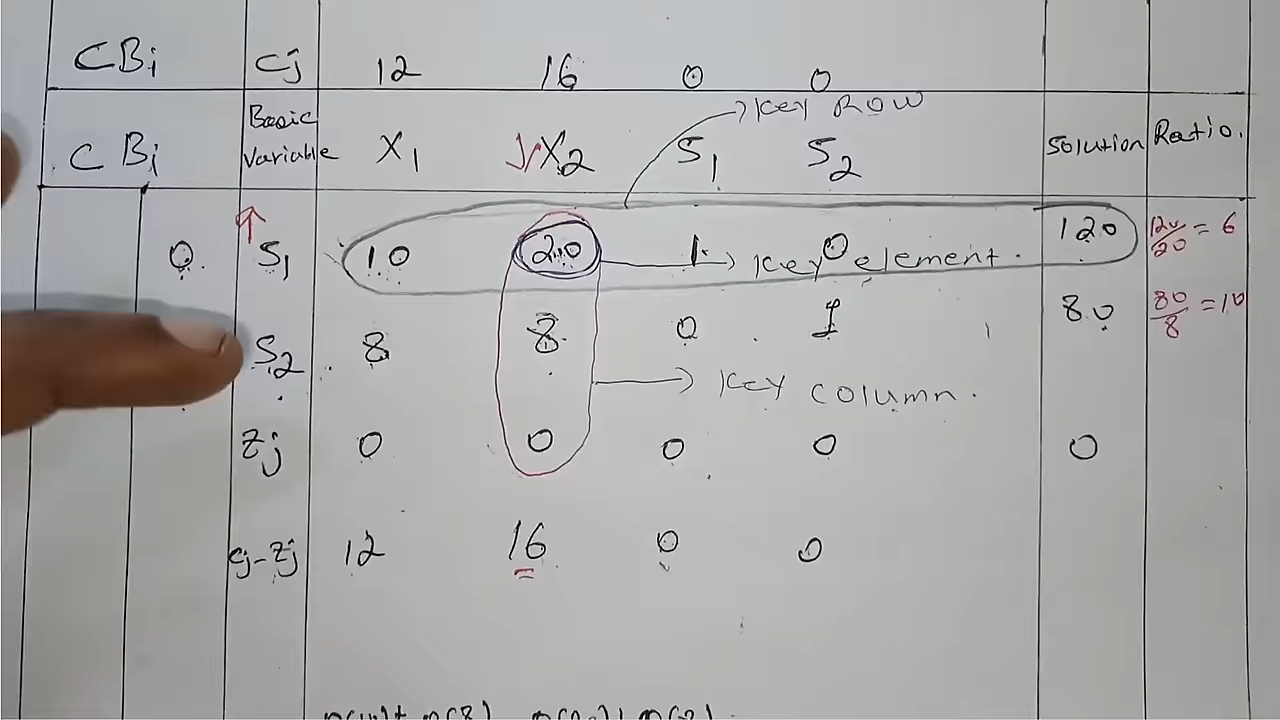 CBi Cj 12 16 0 0
→ Key Row
CBi Basic Variable X1 X2 S1 S2 Solution Ratio.
0 S1 10 20 1 0 120 120/20 = 6
→ Key element.
S2 8 8 0 1 80 80/8 = 10
→ Key column.
Zj 0 0 0 0 0
Cj-Zj 12 16 0 0